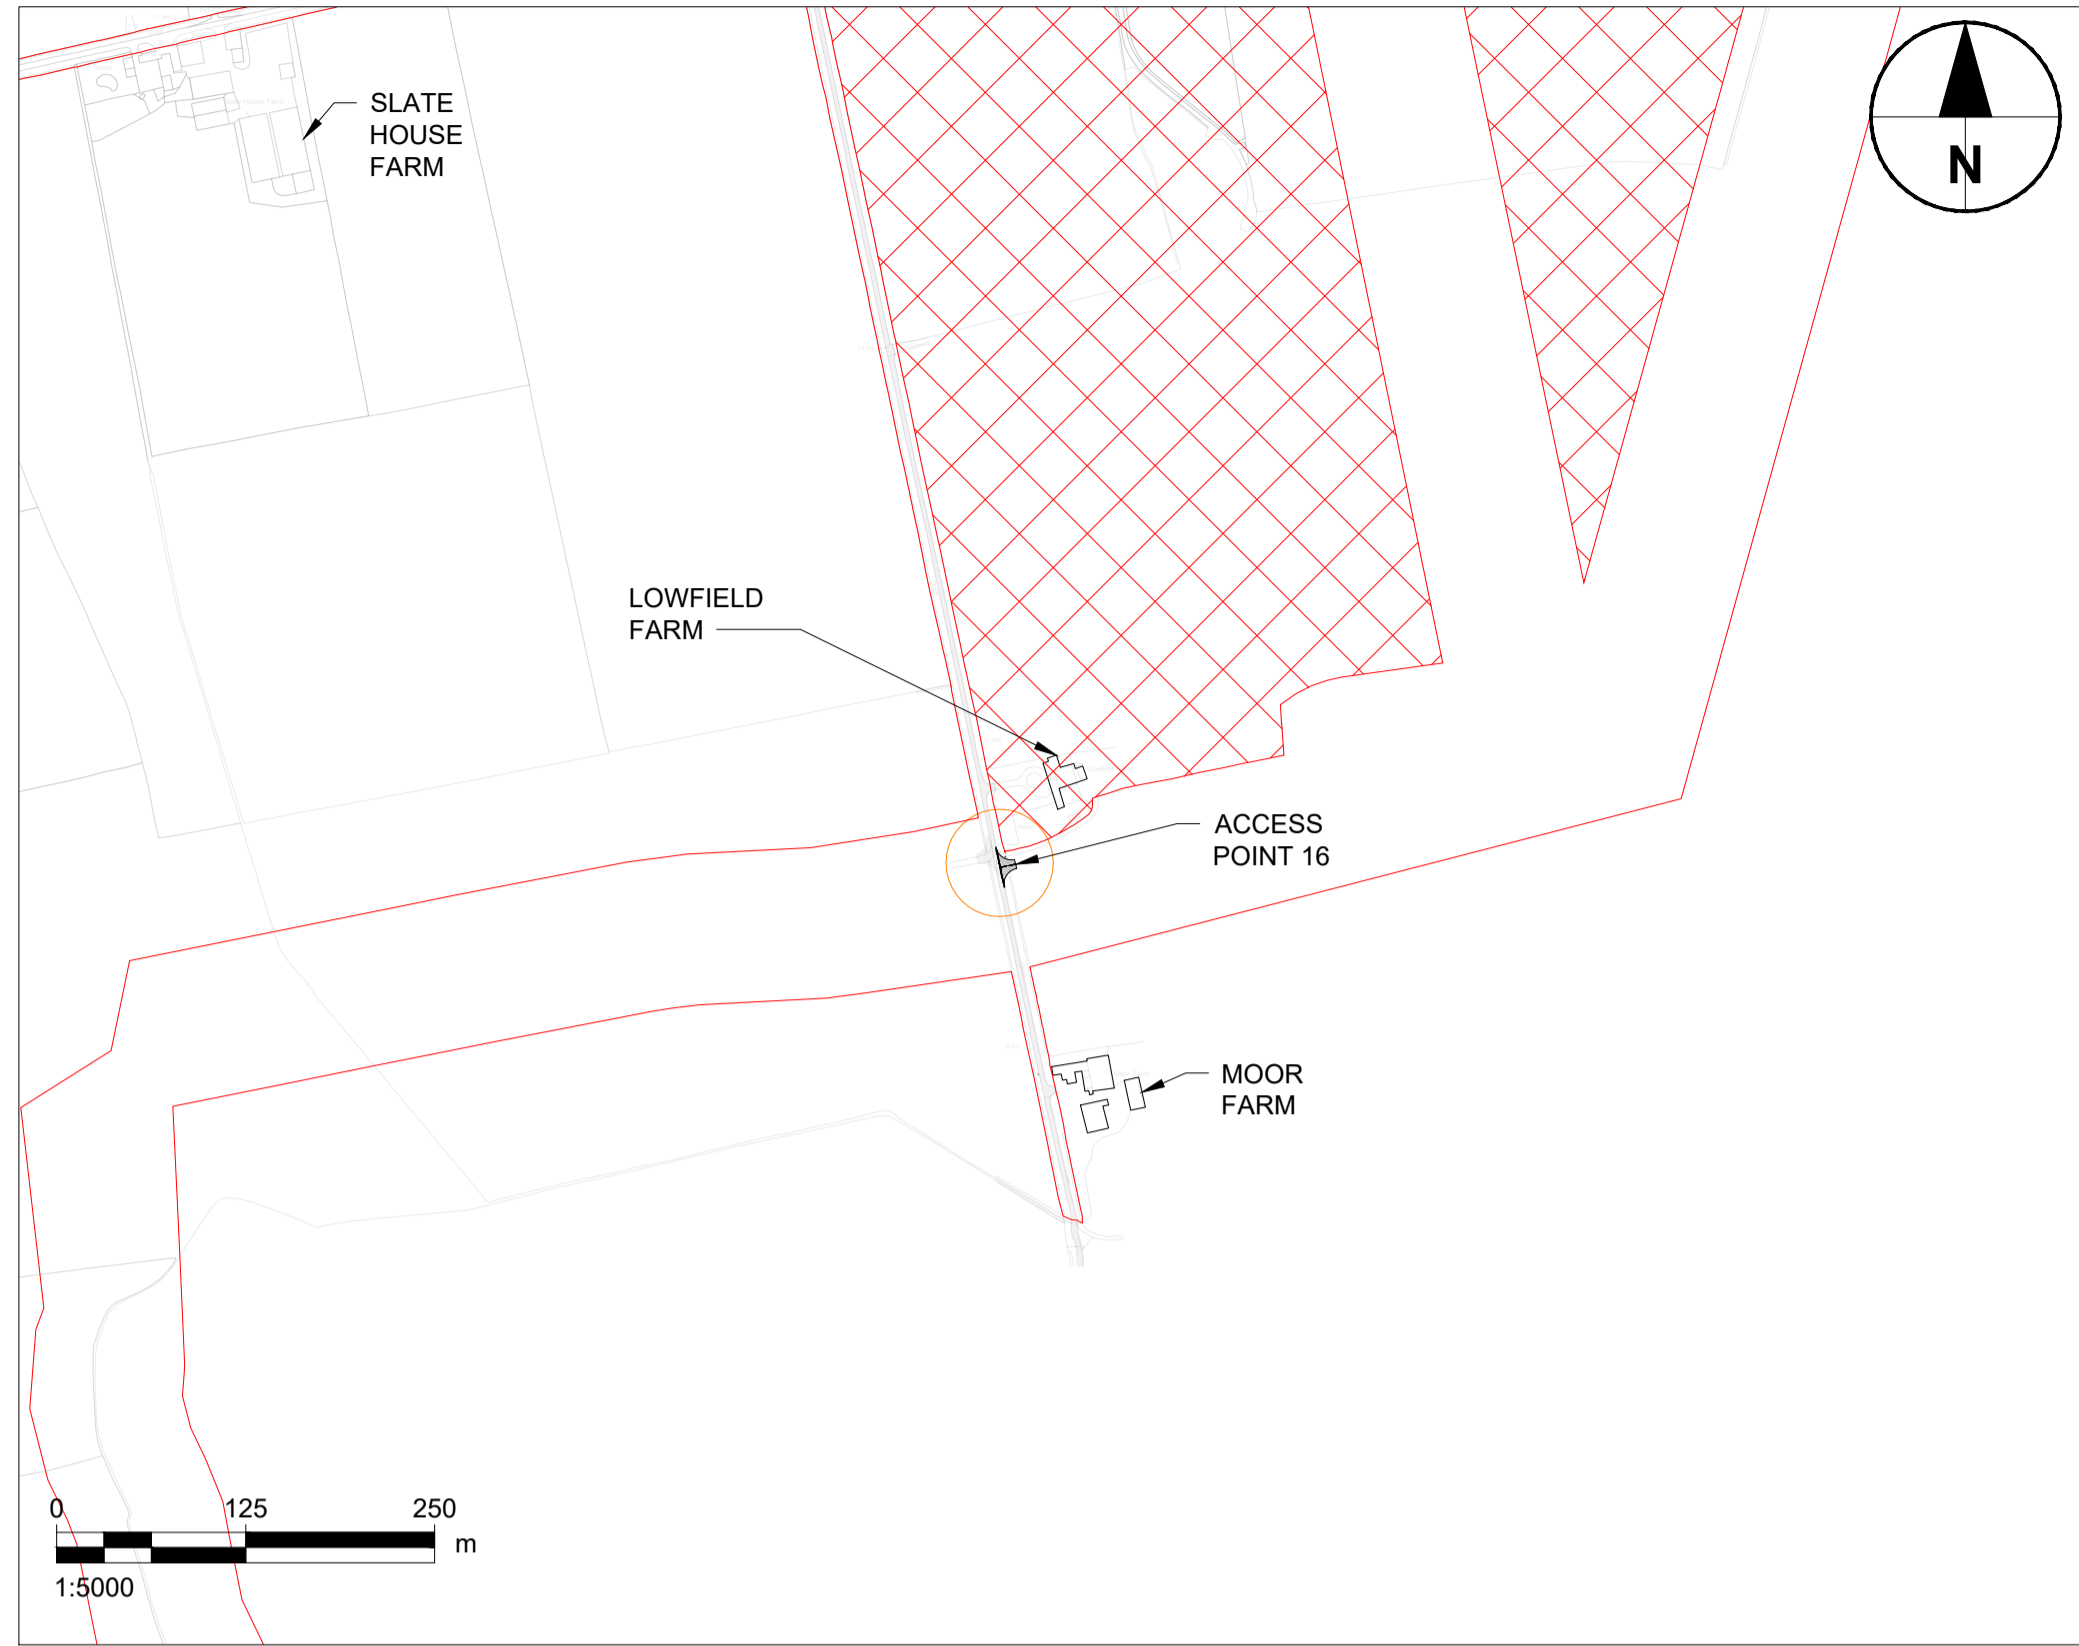 SLATE
HOUSE
FARM
N
LOWFIELD
FARM
ACCESS
POINT 16
MOOR
FARM
0 125 250
m
1:5000